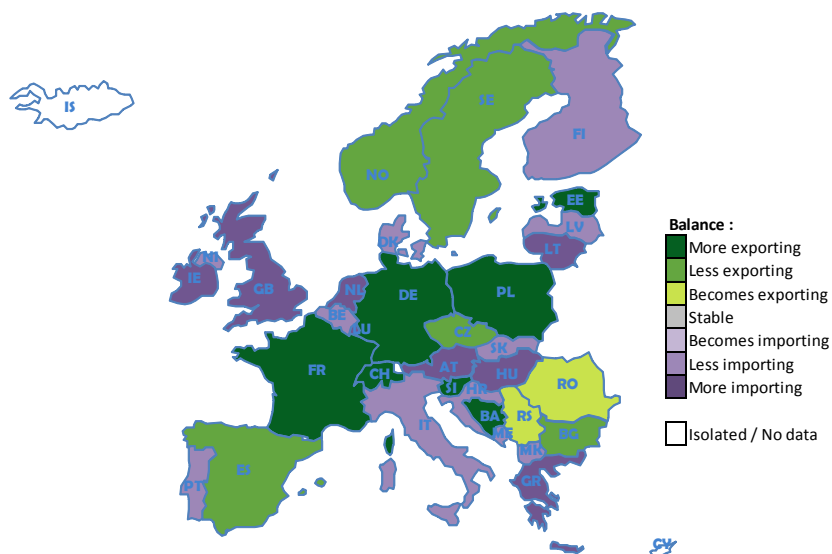 IS
SE
FI
NO
EE
LV
DK
LT
NI
IE
GB
NL
BE
LU
DE
PL
CZ
SK
FR
CH
AT
HU
SI
HR
RO
BA
RS
IT
ME
BG
MK
ES
PT
GR
CY
Balance :
More exporting
Less exporting
Becomes exporting
Stable
Becomes importing
Less importing
More importing
Isolated / No data